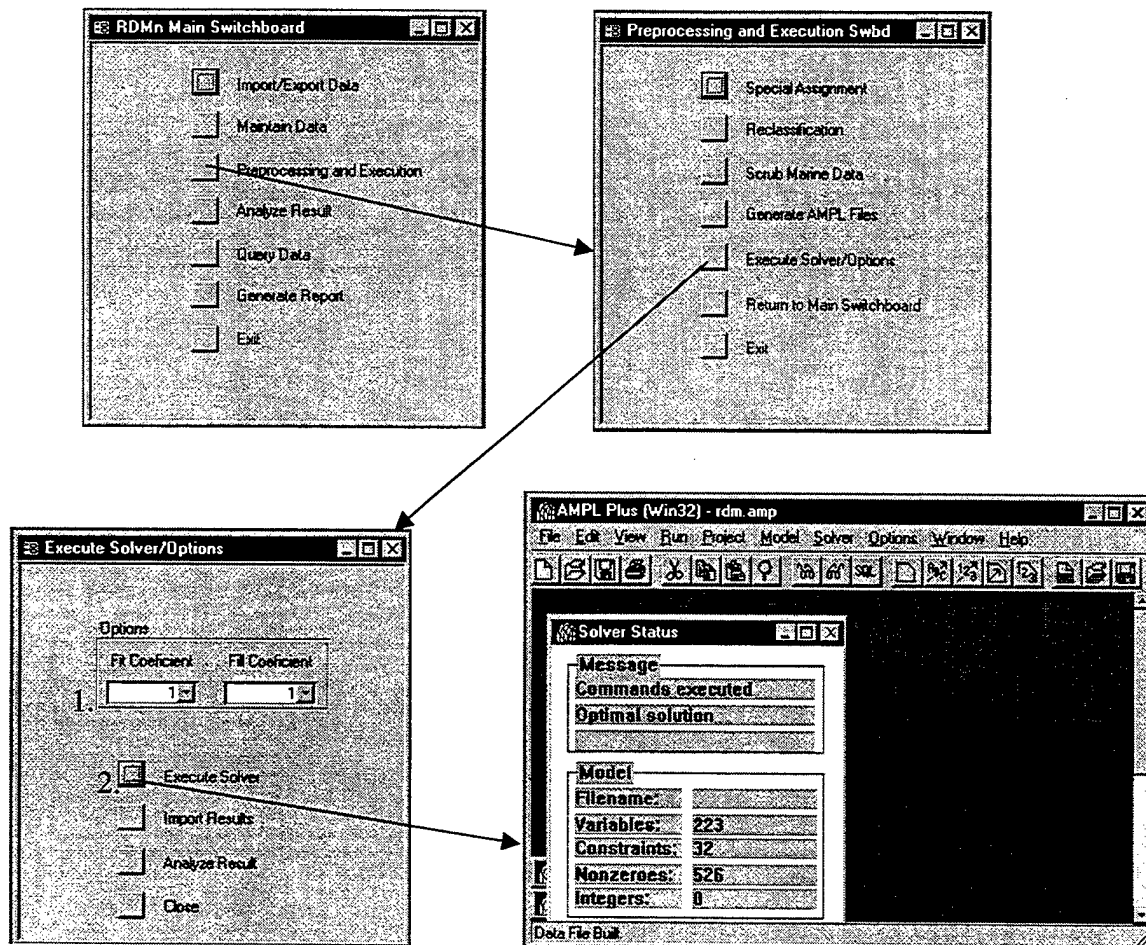 RDMn Main Switchboard
Import/Export Data
Maintain Data
Preprocessing and Execution
Analyze Result
Query Data
Generate Report
Exit
Preprocessing and Execution Swbd
Special Assignment
Reclassification
Scrub Marine Data
Generate AMPL Files
Execute Solver/Options
Return to Main Switchboard
Exit
Execute Solver/Options
Options
Fit Coeficient Fill Coeficient
1. 1 1
2. Execute Solver
Import Results
Analyze Result
Close
AMPL Plus (Win32) - rdm.amp
File Edit View Run Project Model Solver Options Window Help
SQL
Solver Status
Message
Commands executed
Optimal solution
Model
Filename:
Variables: 223
Constraints: 32
Nonzeroes: 526
Integers: 0
Data File Built